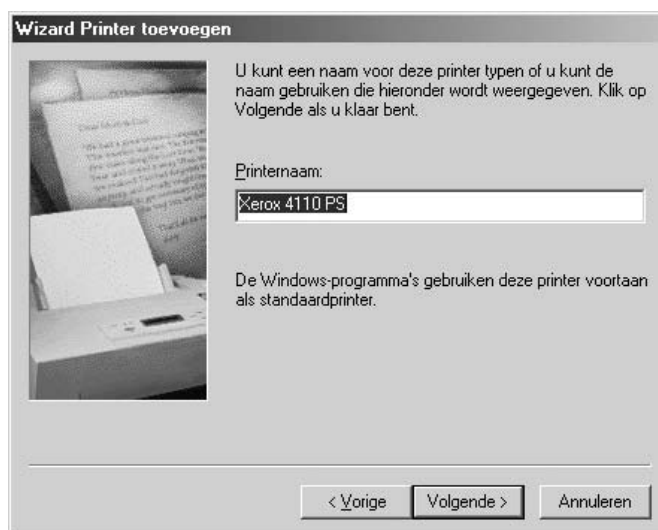 Wizard Printer toevoegen
U kunt een naam voor deze printer typen of u kunt de
naam gebruiken die hieronder wordt weergegeven. Klik op
Volgende als u klaar bent.
Printernaam:
Xerox 4110 PS
De Windows-programma's gebruiken deze printer voortaan
als standaardprinter.
< Vorige
Volgende >
Annuleren